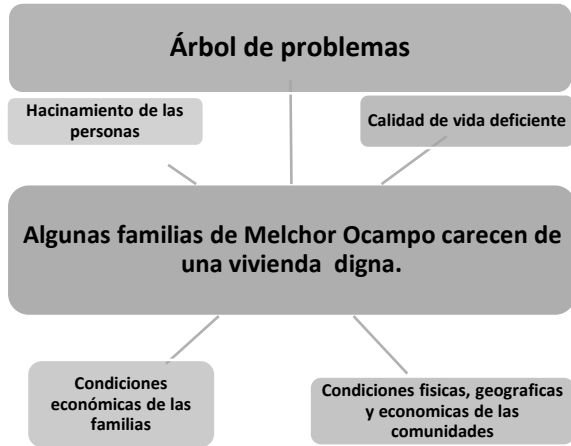 Árbol de problemas
Hacinamiento de las
personas
Calidad de vida deficiente
Algunas familias de Melchor Ocampo carecen de
una vivienda digna.
Condiciones
económicas de las
familias
Condiciones fisicas, geograficas
y economicas de las
comunidades